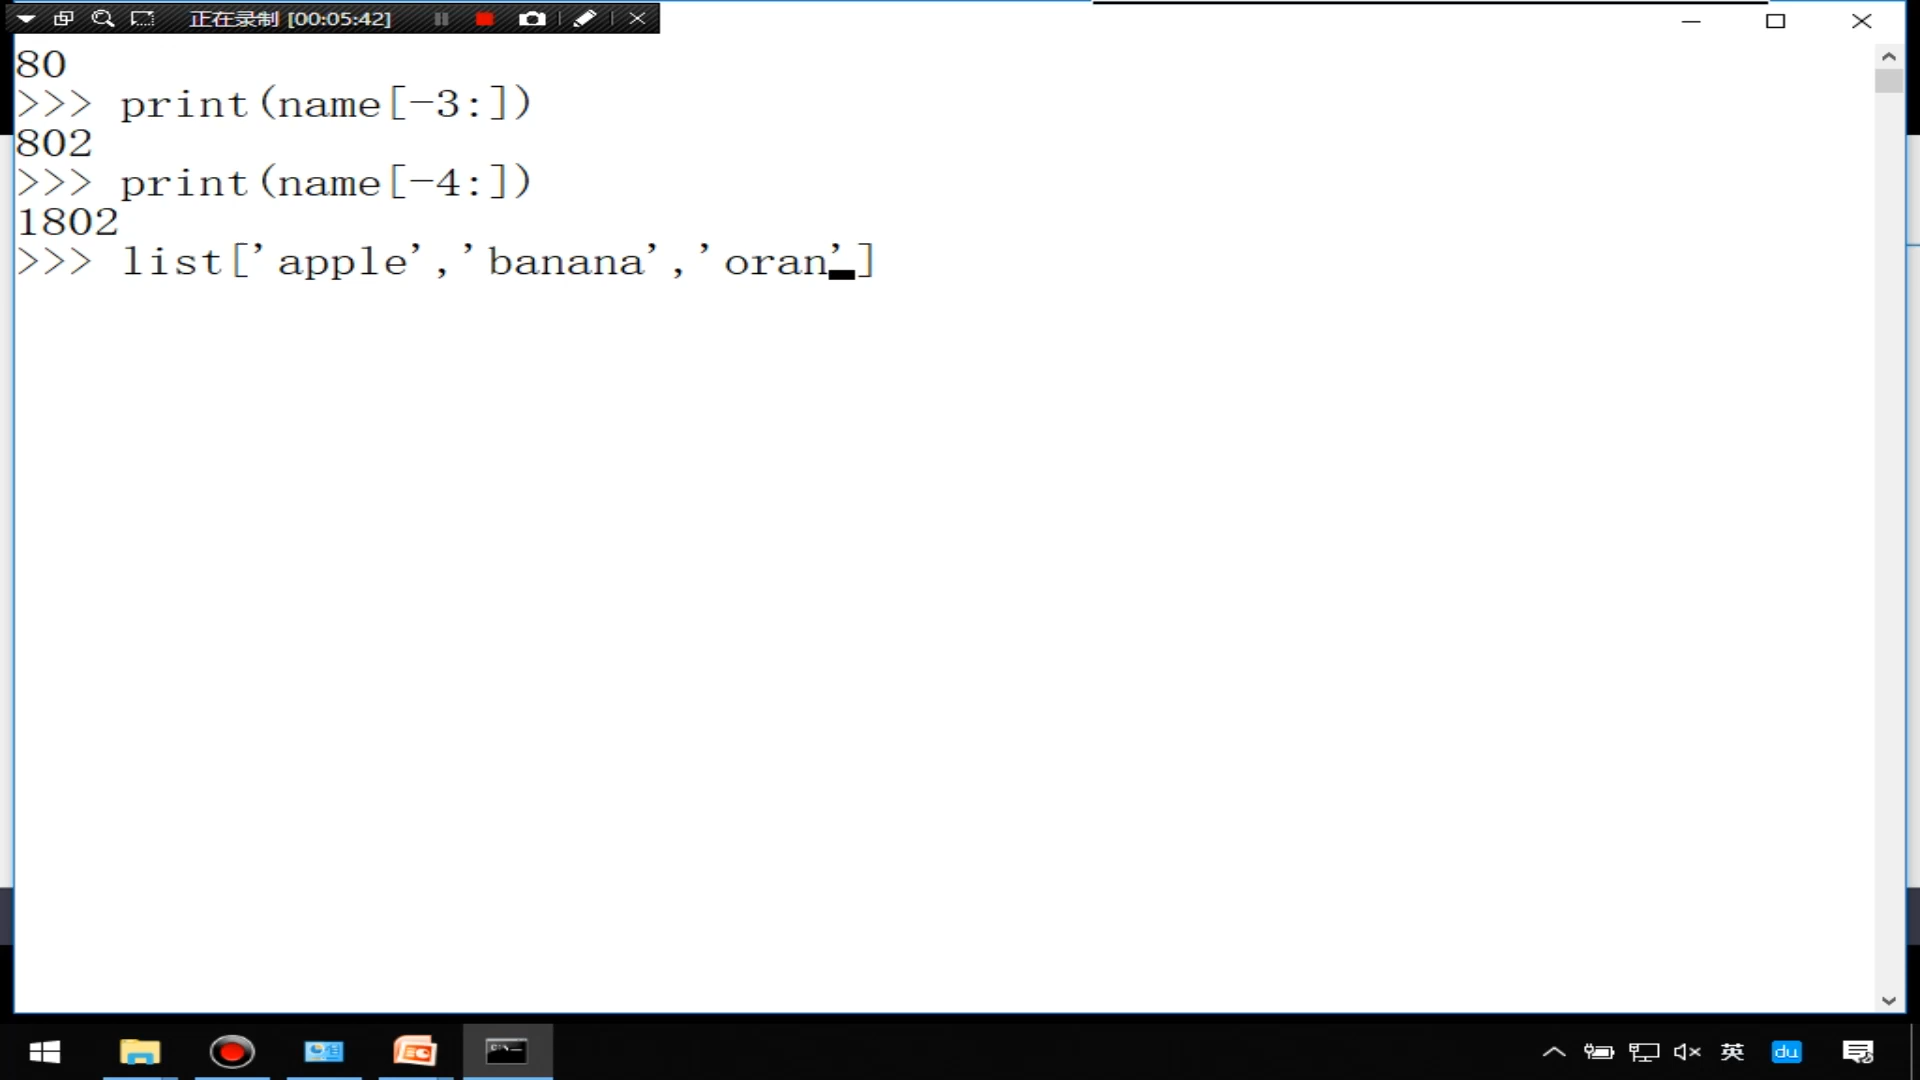 正在录制 [00:05:42]
80
>>> print(name[-3:])
802
>>> print(name[-4:])
1802
>>> list['apple','banana','oran']
英
du